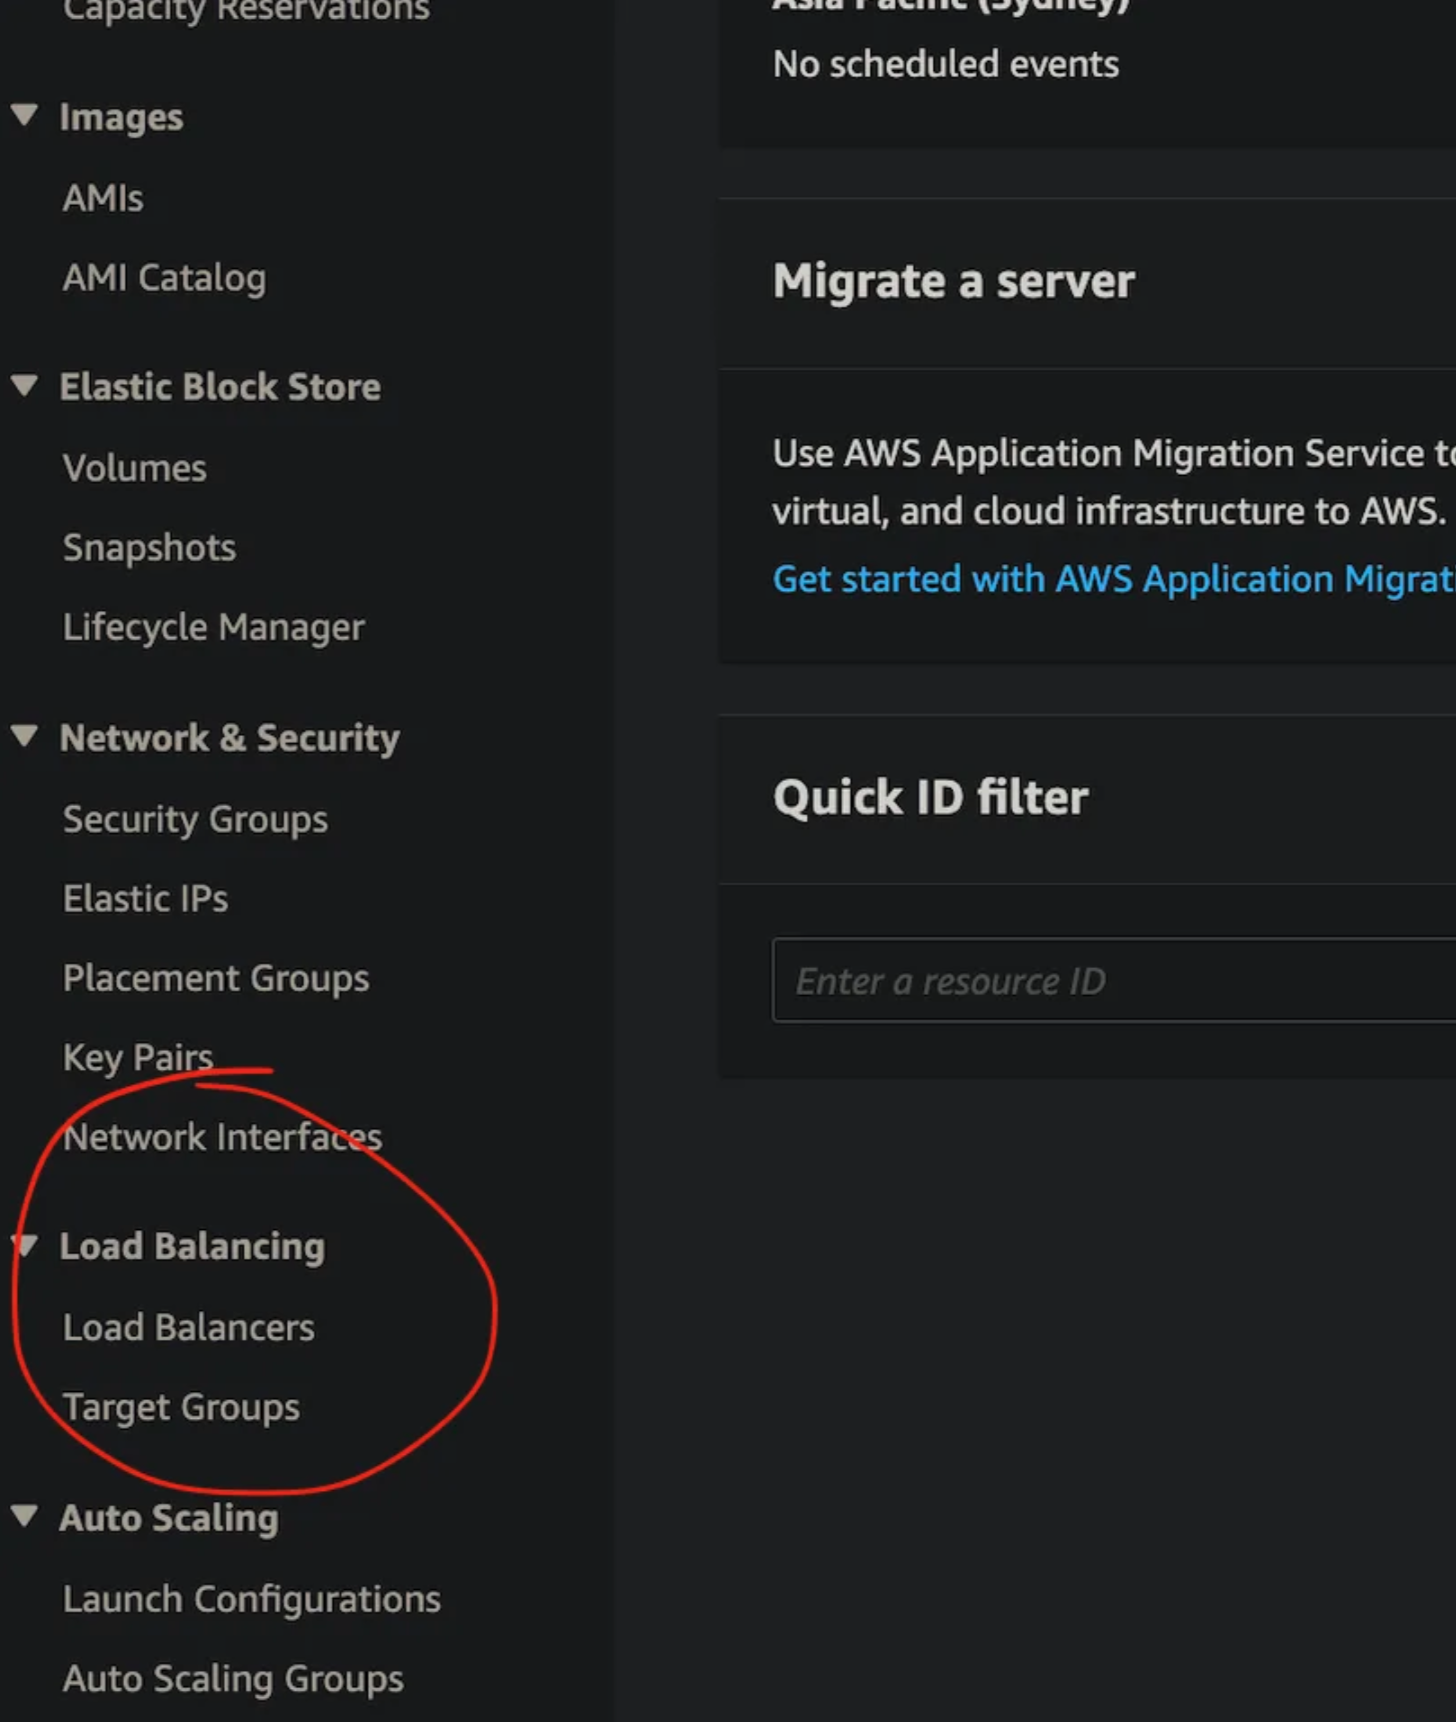 Capacity Reservations
Images
AMIs
AMI Catalog
Elastic Block Store
Volumes
Snapshots
Lifecycle Manager
Network & Security
Security Groups
Elastic IPs
Placement Groups
Key Pairs
Network Interfaces
Load Balancing
Load Balancers
Target Groups
Auto Scaling
Launch Configurations
Auto Scaling Groups
Asia Pacific (Sydney)
No scheduled events
Migrate a server
Use AWS Application Migration Service to
virtual, and cloud infrastructure to AWS.
Get started with AWS Application Migrati
Quick ID filter
Enter a resource ID